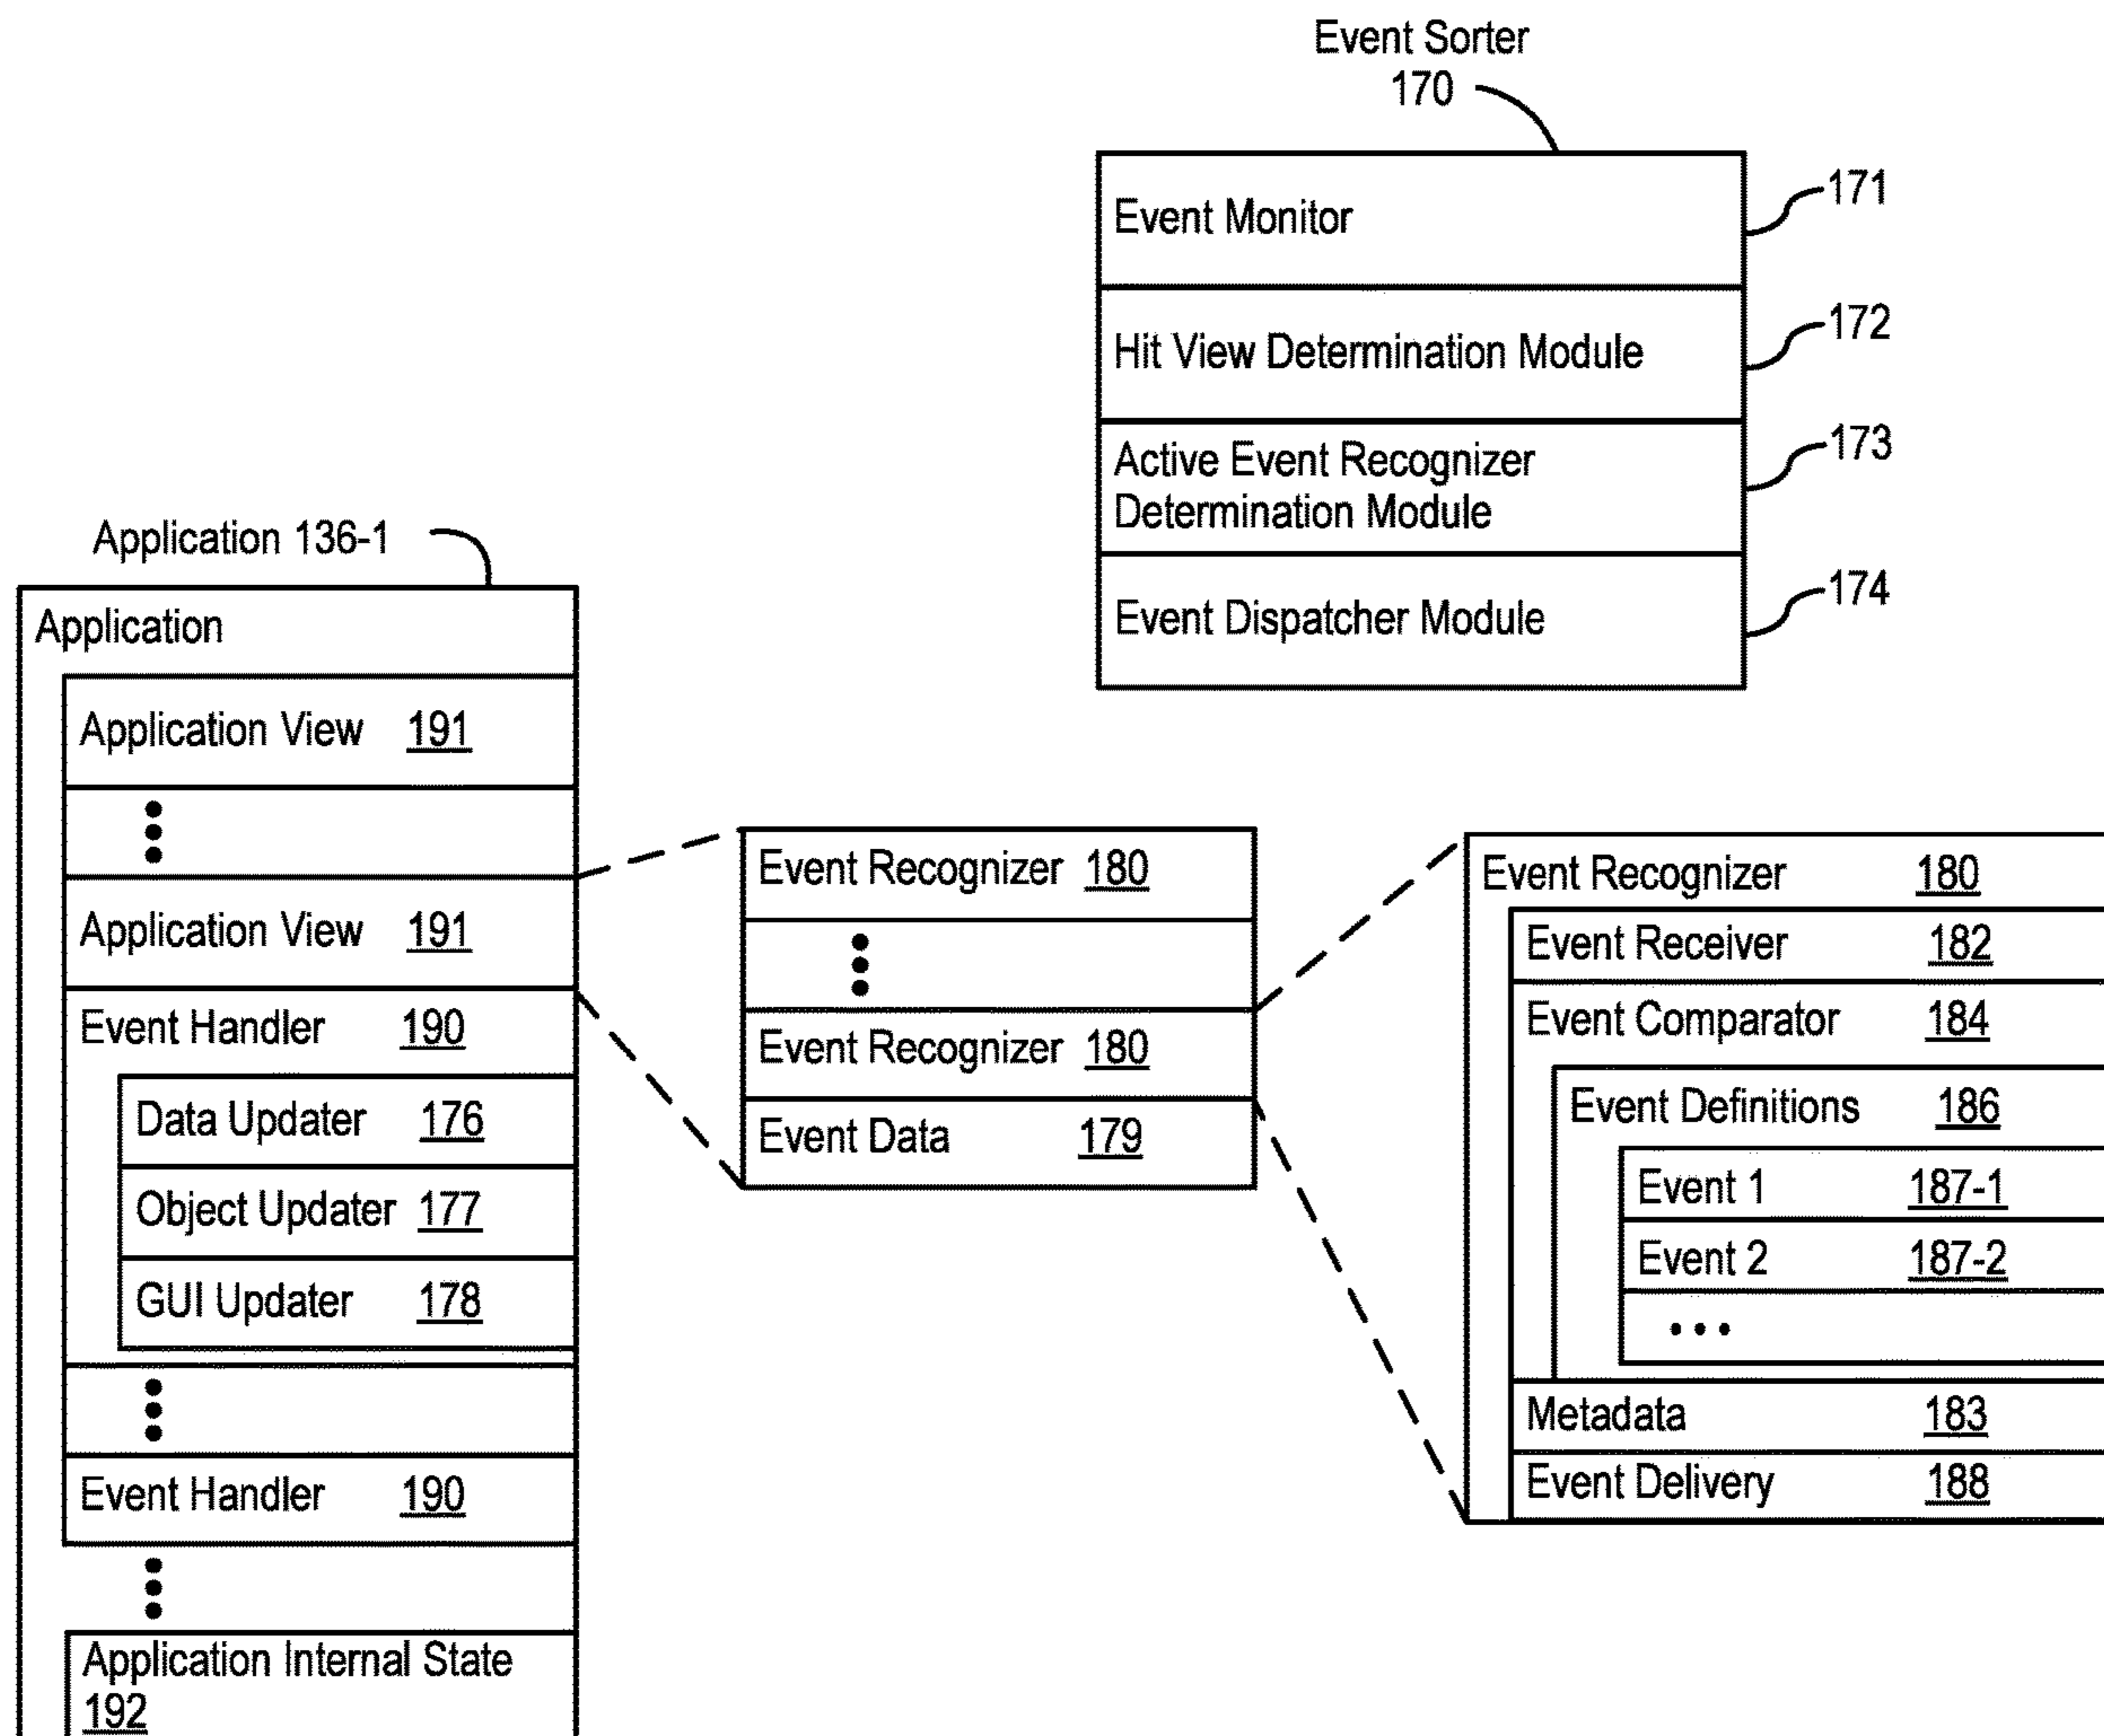 Event Sorter
170
Event Monitor 171
Hit View Determination Module 172
Active Event Recognizer 173
Determination Module
Event Dispatcher Module 174
Application 136-1
Application
Application View 191
Application View 191
Event Handler 190
Data Updater 176
Object Updater 177
GUI Updater 178
Event Handler 190
Application Internal State
192
Event Recognizer 180
Event Recognizer 180
Event Data 179
Event Recognizer 180
Event Receiver 182
Event Comparator 184
Event Definitions 186
Event 1 187-1
Event 2 187-2
• • •
Metadata 183
Event Delivery 188